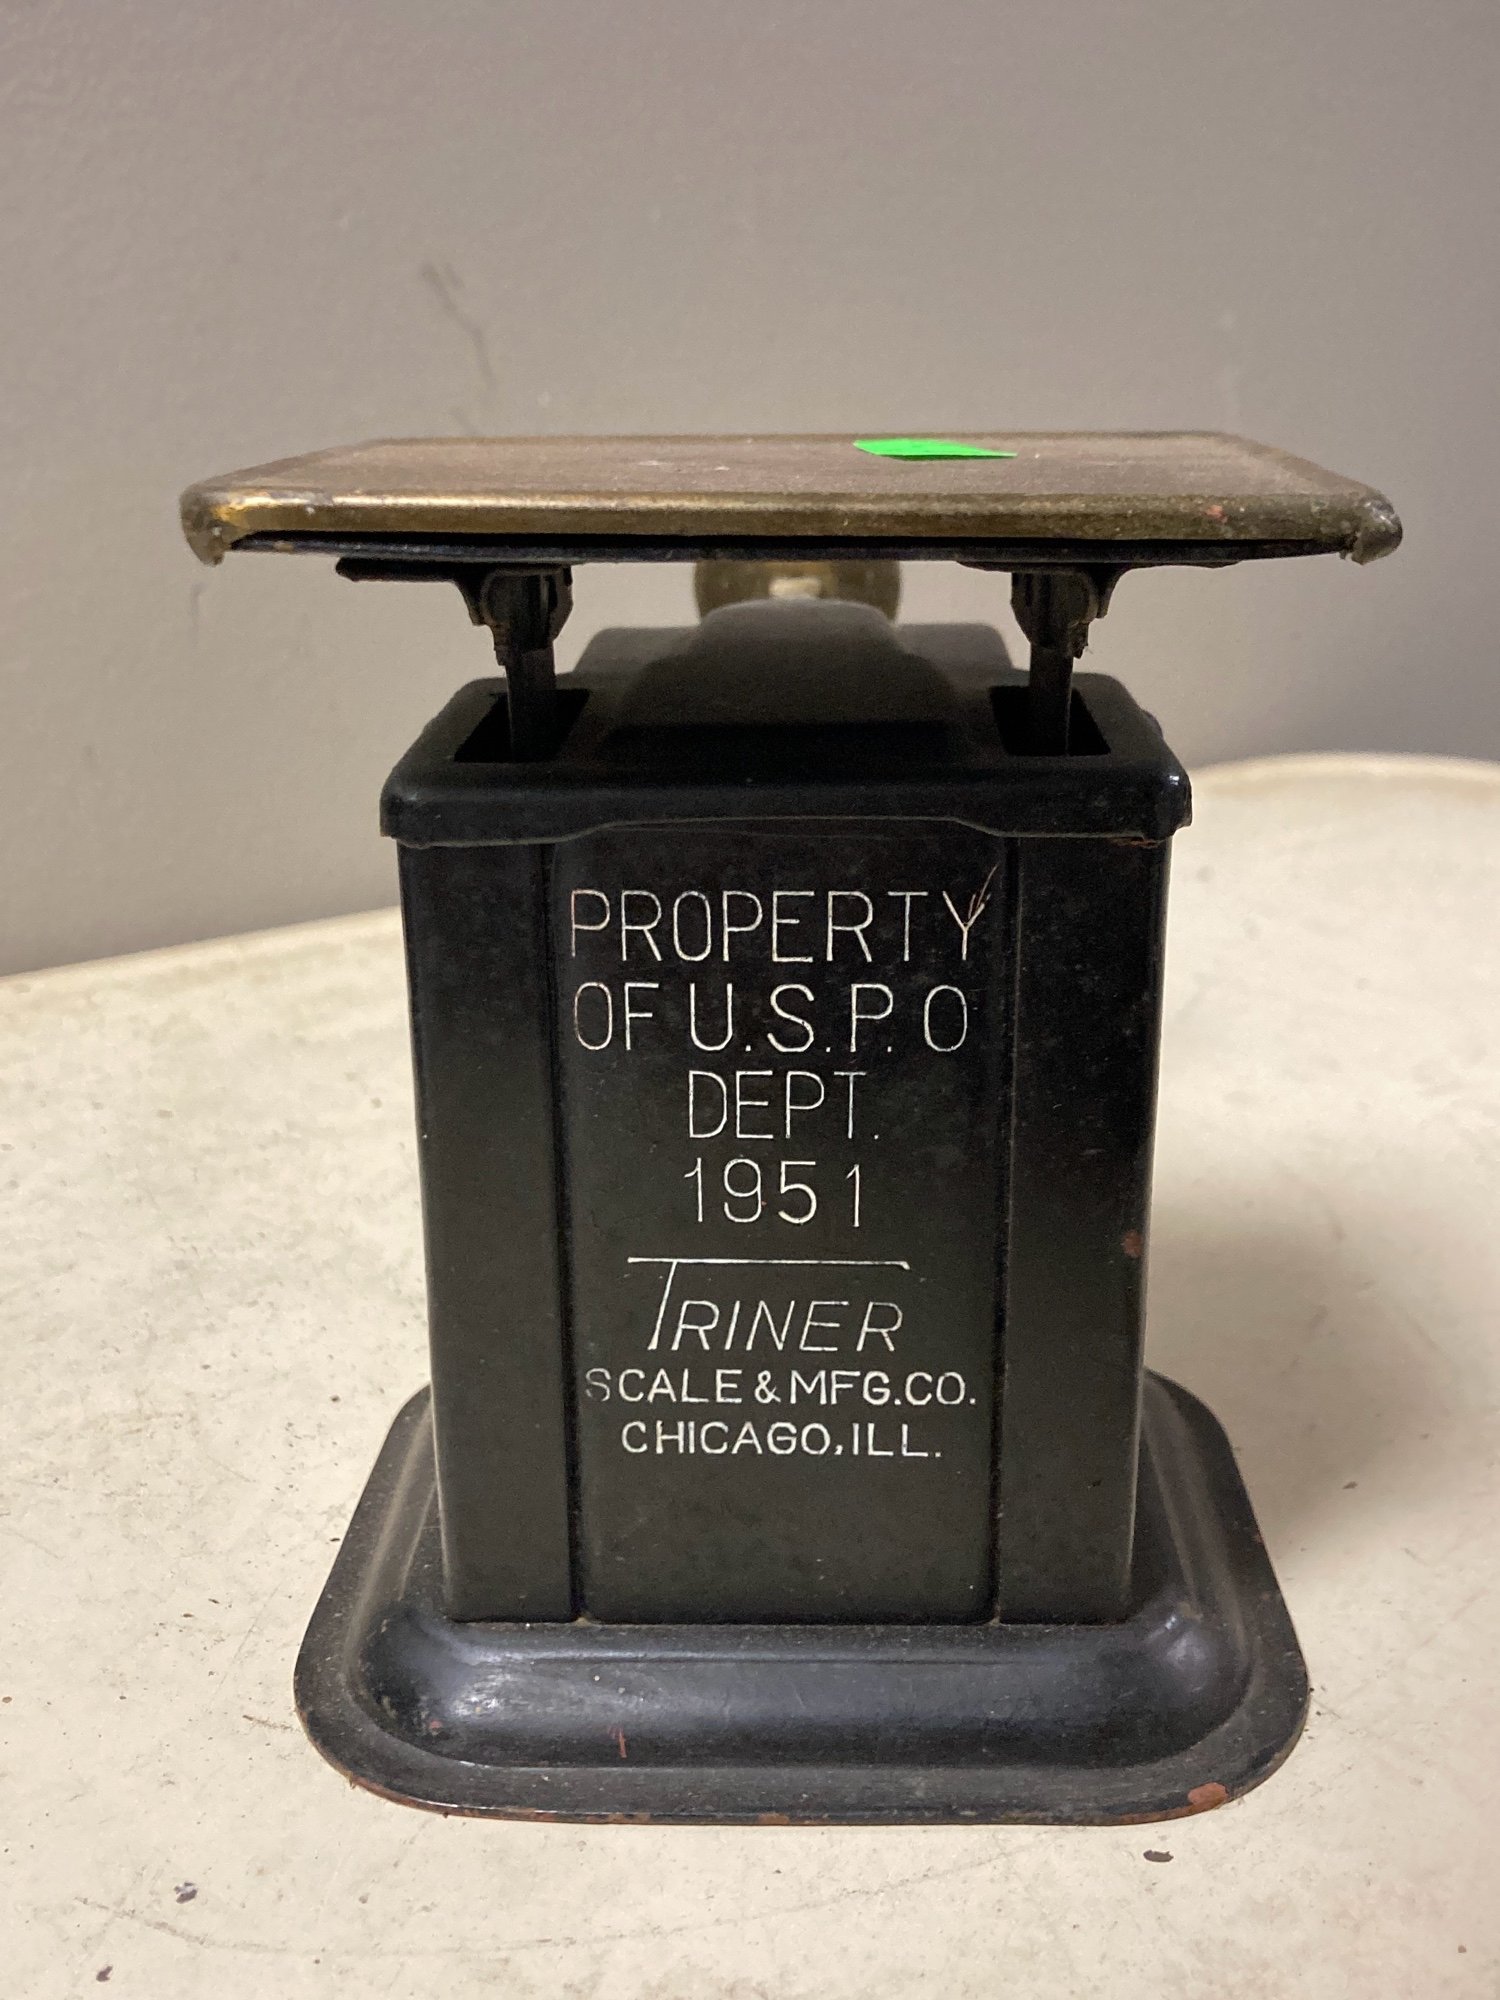 PROPERTY
OF U.S.P.O
DEPT.
1951
TRINER
SCALE & MFG.CO.
CHICAGO, ILL.